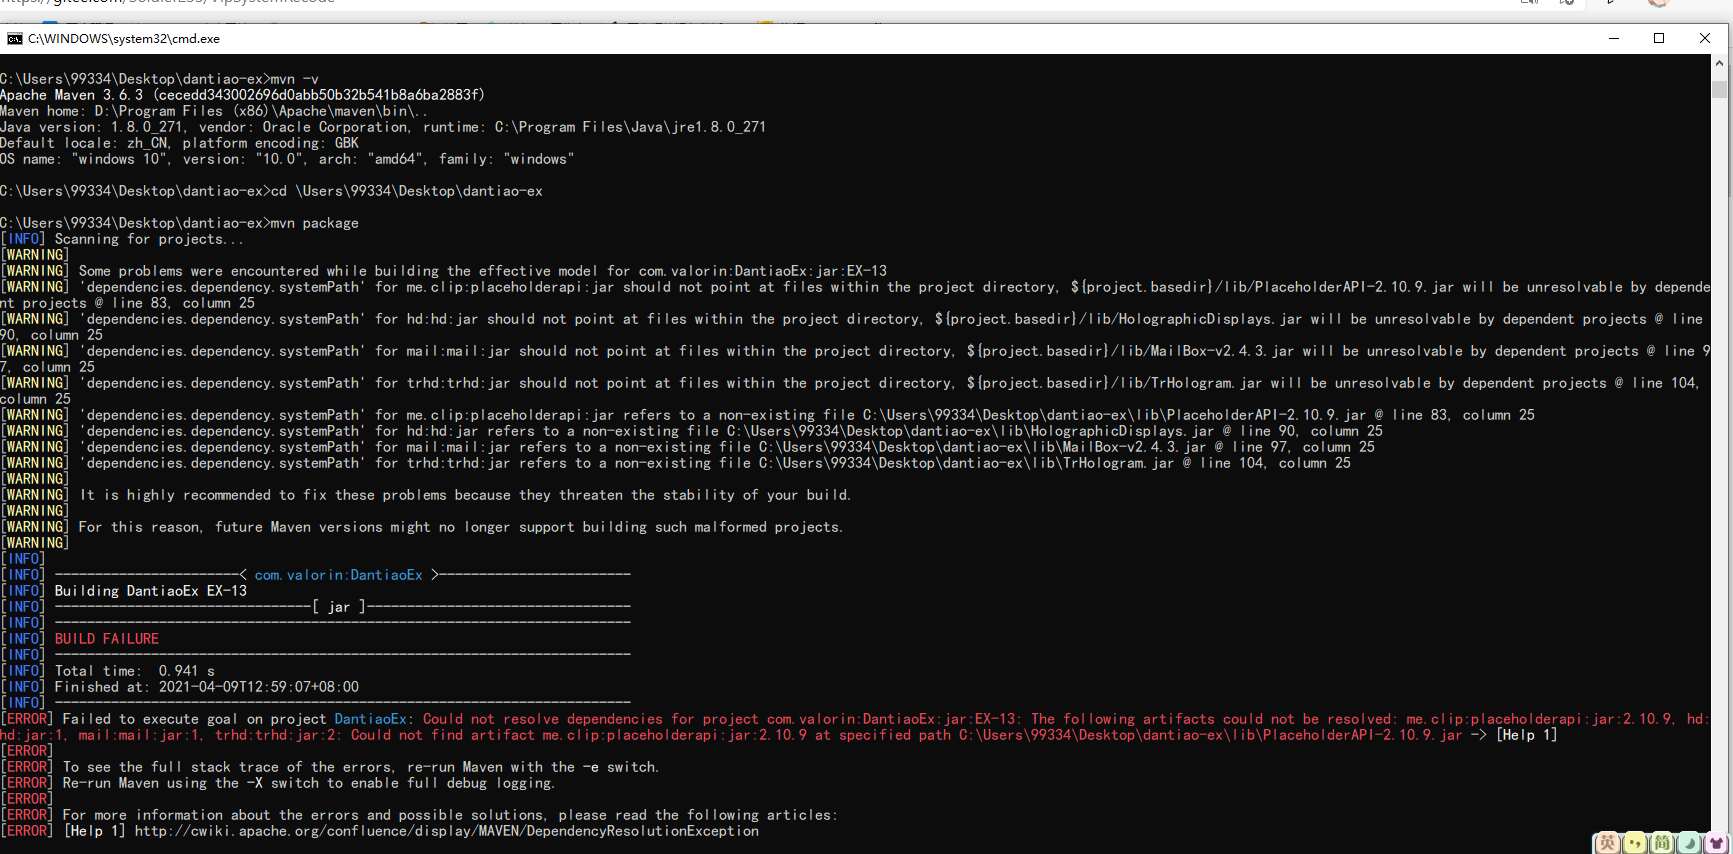 https://gitee.com/Soldier233/VipSystemRecode
C:\WINDOWS\system32\cmd.exe
C:\Users\99334\Desktop\dantiao-ex>mvn -v
Apache Maven 3.6.3 (cecedd343002696d0abb50b32b541b8a6ba2883f)
Maven home: D:\Program Files (x86)\Apache\maven\bin\..
Java version: 1.8.0_271, vendor: Oracle Corporation, runtime: C:\Program Files\Java\jre1.8.0_271
Default locale: zh_CN, platform encoding: GBK
OS name: "windows 10", version: "10.0", arch: "amd64", family: "windows"
C:\Users\99334\Desktop\dantiao-ex>cd \Users\99334\Desktop\dantiao-ex
C:\Users\99334\Desktop\dantiao-ex>mvn package
[INFO] Scanning for projects...
[WARNING]
[WARNING] Some problems were encountered while building the effective model for com.valorin:DantiaoEx:jar:EX-13
[WARNING] 'dependencies.dependency.systemPath' for me.clip:placeholderapi:jar should not point at files within the project directory, ${project.basedir}/lib/PlaceholderAPI-2.10.9.jar will be unresolvable by depende
nt projects @ line 83, column 25
[WARNING] 'dependencies.dependency.systemPath' for hd:hd:jar should not point at files within the project directory, ${project.basedir}/lib/HolographicDisplays.jar will be unresolvable by dependent projects @ line
90, column 25
[WARNING] 'dependencies.dependency.systemPath' for mail:mail:jar should not point at files within the project directory, ${project.basedir}/lib/MailBox-v2.4.3.jar will be unresolvable by dependent projects @ line 9
7, column 25
[WARNING] 'dependencies.dependency.systemPath' for trhd:trhd:jar should not point at files within the project directory, ${project.basedir}/lib/TrHologram.jar will be unresolvable by dependent projects @ line 104,
column 25
[WARNING] 'dependencies.dependency.systemPath' for me.clip:placeholderapi:jar refers to a non-existing file C:\Users\99334\Desktop\dantiao-ex\lib\PlaceholderAPI-2.10.9.jar @ line 83, column 25
[WARNING] 'dependencies.dependency.systemPath' for hd:hd:jar refers to a non-existing file C:\Users\99334\Desktop\dantiao-ex\lib\HolographicDisplays.jar @ line 90, column 25
[WARNING] 'dependencies.dependency.systemPath' for mail:mail:jar refers to a non-existing file C:\Users\99334\Desktop\dantiao-ex\lib\MailBox-v2.4.3.jar @ line 97, column 25
[WARNING] 'dependencies.dependency.systemPath' for trhd:trhd:jar refers to a non-existing file C:\Users\99334\Desktop\dantiao-ex\lib\TrHologram.jar @ line 104, column 25
[WARNING]
[WARNING] It is highly recommended to fix these problems because they threaten the stability of your build.
[WARNING]
[WARNING] For this reason, future Maven versions might no longer support building such malformed projects.
[WARNING]
[INFO]
[INFO] -----------------------< com.valorin:DantiaoEx >------------------------
[INFO] Building DantiaoEx EX-13
[INFO] --------------------------------[ jar ]---------------------------------
[INFO] ------------------------------------------------------------------------
[INFO] BUILD FAILURE
[INFO] ------------------------------------------------------------------------
[INFO] Total time:  0.941 s
[INFO] Finished at: 2021-04-09T12:59:07+08:00
[INFO] ------------------------------------------------------------------------
[ERROR] Failed to execute goal on project DantiaoEx: Could not resolve dependencies for project com.valorin:DantiaoEx:jar:EX-13: The following artifacts could not be resolved: me.clip:placeholderapi:jar:2.10.9, hd:
hd:jar:1, mail:mail:jar:1, trhd:trhd:jar:2: Could not find artifact me.clip:placeholderapi:jar:2.10.9 at specified path C:\Users\99334\Desktop\dantiao-ex\lib\PlaceholderAPI-2.10.9.jar -> [Help 1]
[ERROR]
[ERROR] To see the full stack trace of the errors, re-run Maven with the -e switch.
[ERROR] Re-run Maven using the -X switch to enable full debug logging.
[ERROR]
[ERROR] For more information about the errors and possible solutions, please read the following articles:
[ERROR] [Help 1] http://cwiki.apache.org/confluence/display/MAVEN/DependencyResolutionException
英 简